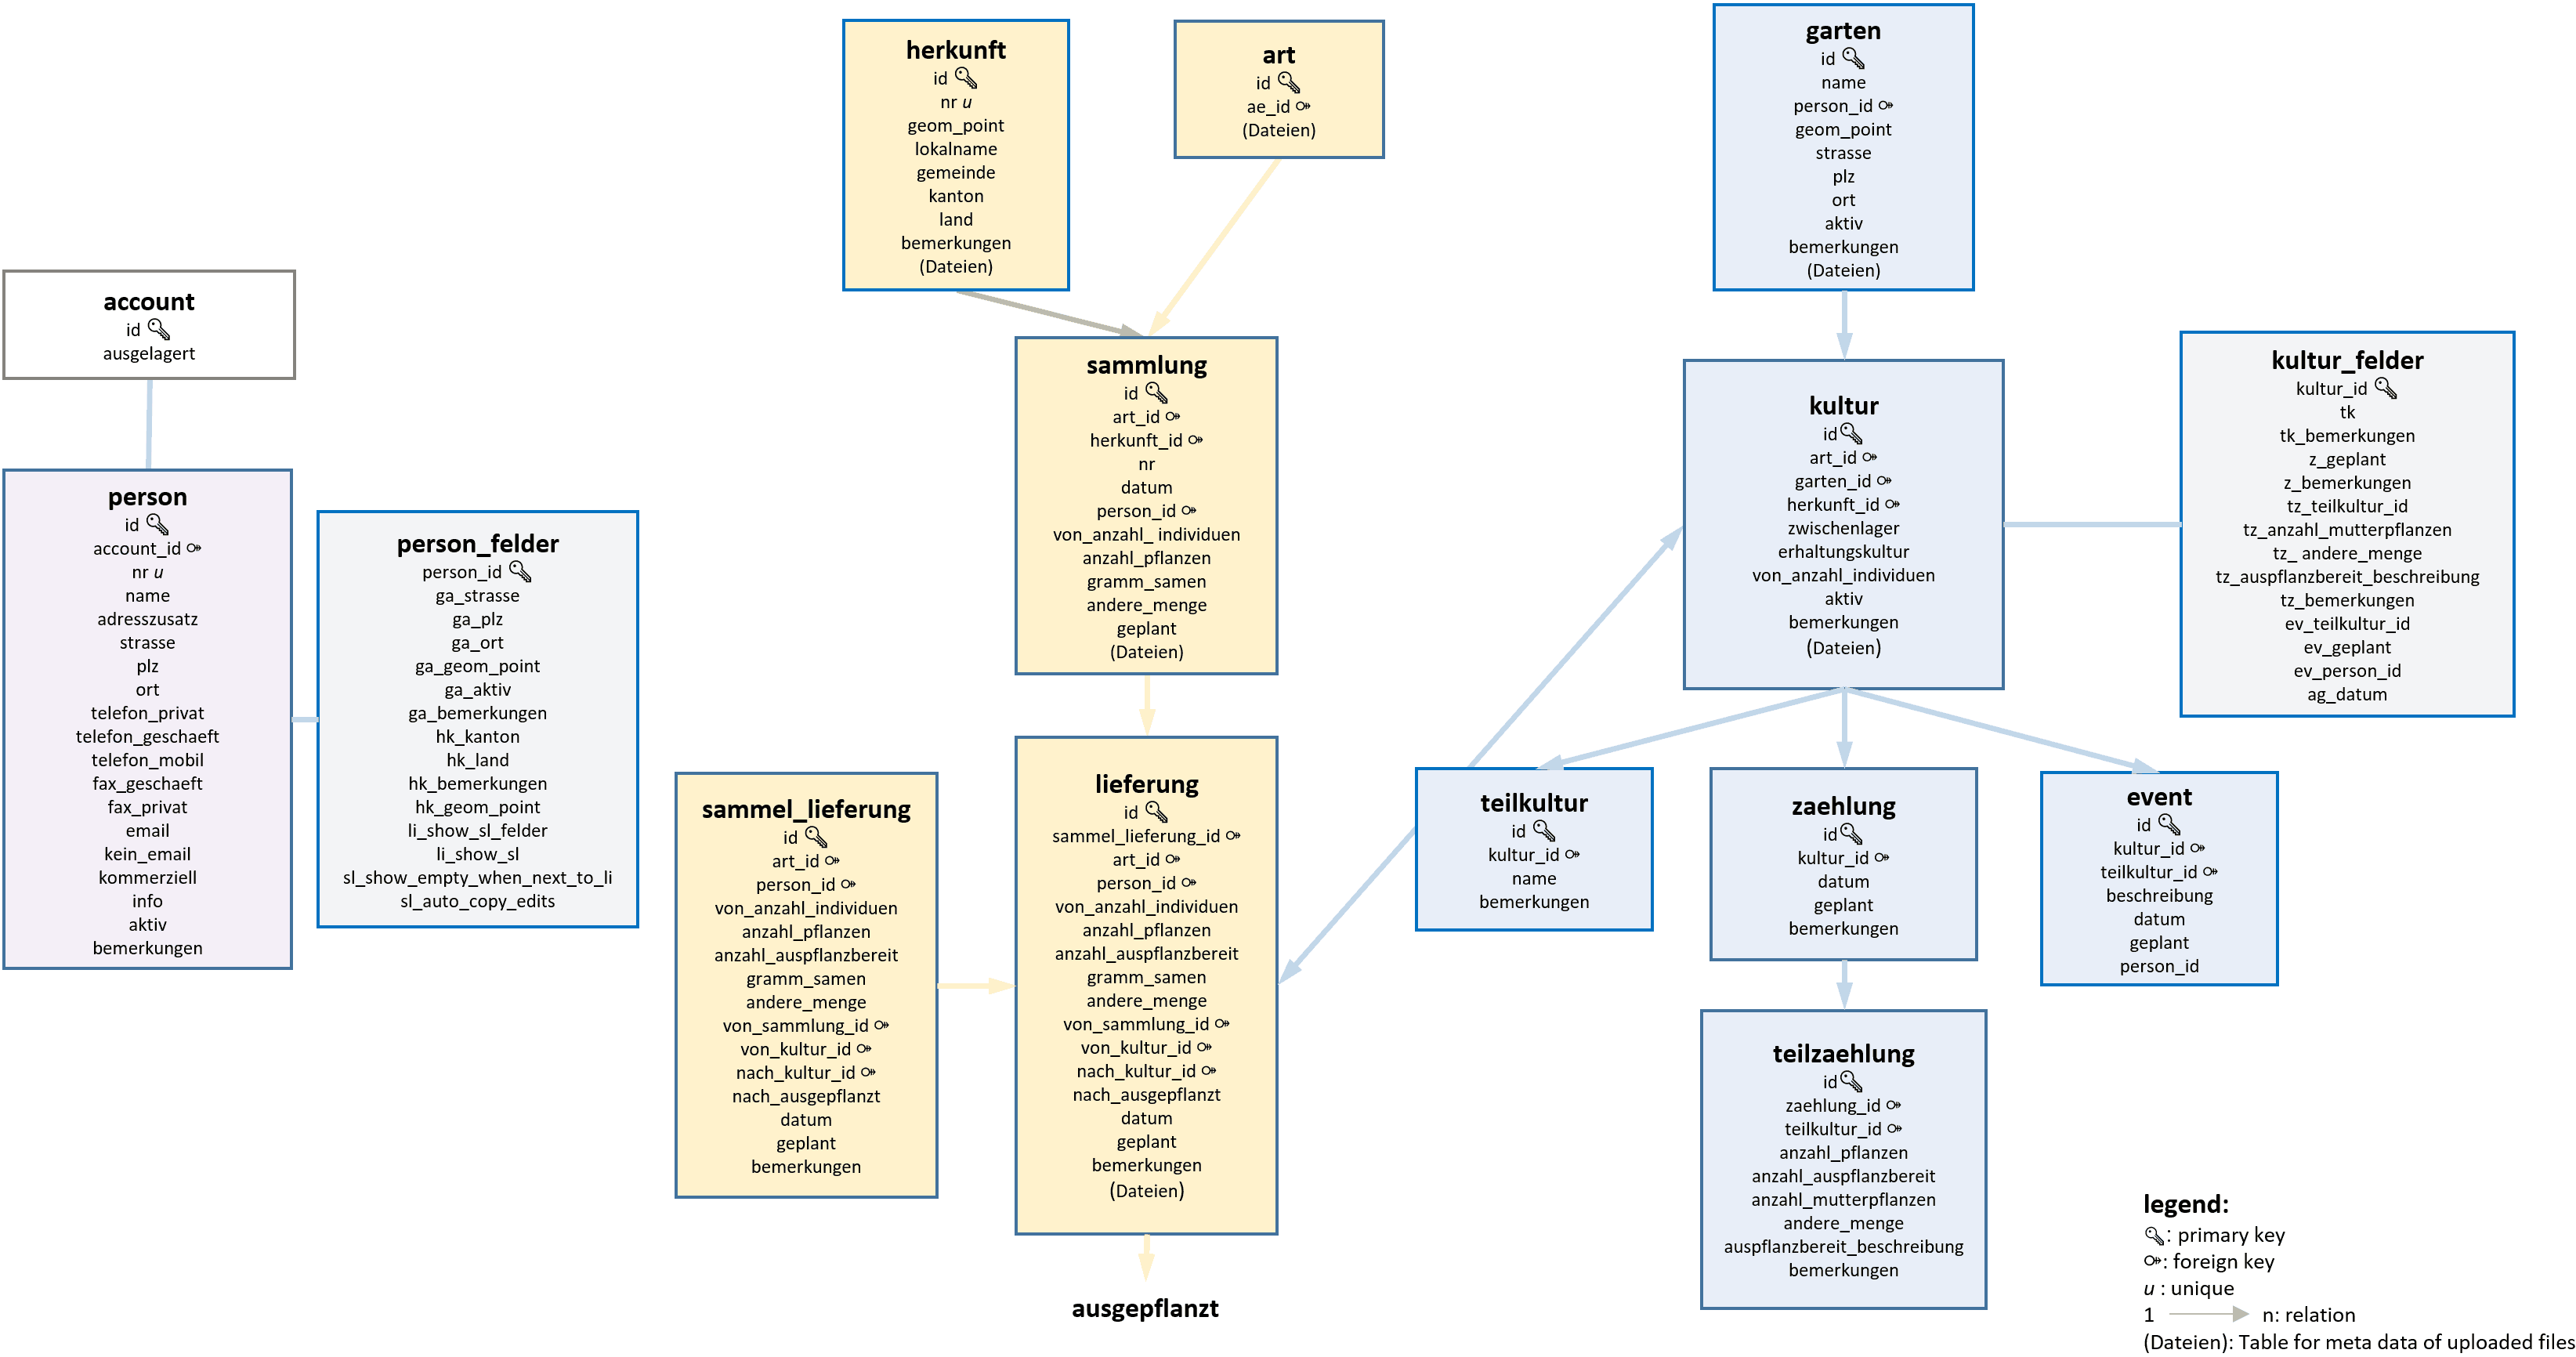 herkunft
id
nr u
geom_point
lokalname
gemeinde
kanton
land
bemerkungen
(Dateien)
art
id
ae_id
(Dateien)
garten
id
name
person_id
geom_point
strasse
plz
ort
aktiv
bemerkungen
(Dateien)
account
id
ausgelagert
person
id
account_id
nr u
name
adresszusatz
strasse
plz
ort
telefon_privat
telefon_geschaeft
telefon_mobil
fax_geschaeft
fax_privat
email
kein_email
kommerziell
info
aktiv
bemerkungen
person_felder
person_id
ga_strasse
ga_plz
ga_ort
ga_geom_point
ga_aktiv
ga_bemerkungen
hk_kanton
hk_land
hk_bemerkungen
hk_geom_point
li_show_sl_felder
li_show_sl
sl_show_empty_when_next_to_li
sl_auto_copy_edits
sammlung
id
art_id
herkunft_id
nr
datum
person_id
von_anzahl_ individuen
anzahl_pflanzen
gramm_samen
andere_menge
geplant
(Dateien)
kultur
id
art_id
garten_id
herkunft_id
zwischenlager
erhaltungskultur
von_anzahl_individuen
aktiv
bemerkungen
(Dateien)
kultur_felder
kultur_id
tk
tk_bemerkungen
z_geplant
z_bemerkungen
tz_teilkultur_id
tz_anzahl_mutterpflanzen
tz_ andere_menge
tz_auspflanzbereit_beschreibung
tz_bemerkungen
ev_teilkultur_id
ev_geplant
ev_person_id
ag_datum
sammel_lieferung
id
art_id
person_id
von_anzahl_individuen
anzahl_pflanzen
anzahl_auspflanzbereit
gramm_samen
andere_menge
von_sammlung_id
von_kultur_id
nach_kultur_id
nach_ausgepflanzt
datum
geplant
bemerkungen
lieferung
id
sammel_lieferung_id
art_id
person_id
von_anzahl_individuen
anzahl_pflanzen
anzahl_auspflanzbereit
gramm_samen
andere_menge
von_sammlung_id
von_kultur_id
nach_kultur_id
nach_ausgepflanzt
datum
geplant
bemerkungen
(Dateien)
ausgepflanzt
teilkultur
id
kultur_id
name
bemerkungen
zaehlung
id
kultur_id
datum
geplant
bemerkungen
event
id
kultur_id
teilkultur_id
beschreibung
datum
geplant
person_id
teilzaehlung
id
zaehlung_id
teilkultur_id
anzahl_pflanzen
anzahl_auspflanzbereit
anzahl_mutterpflanzen
andere_menge
auspflanzbereit_beschreibung
bemerkungen
legend:
: primary key
: foreign key
u : unique
1 n: relation
(Dateien): Table for meta data of uploaded files